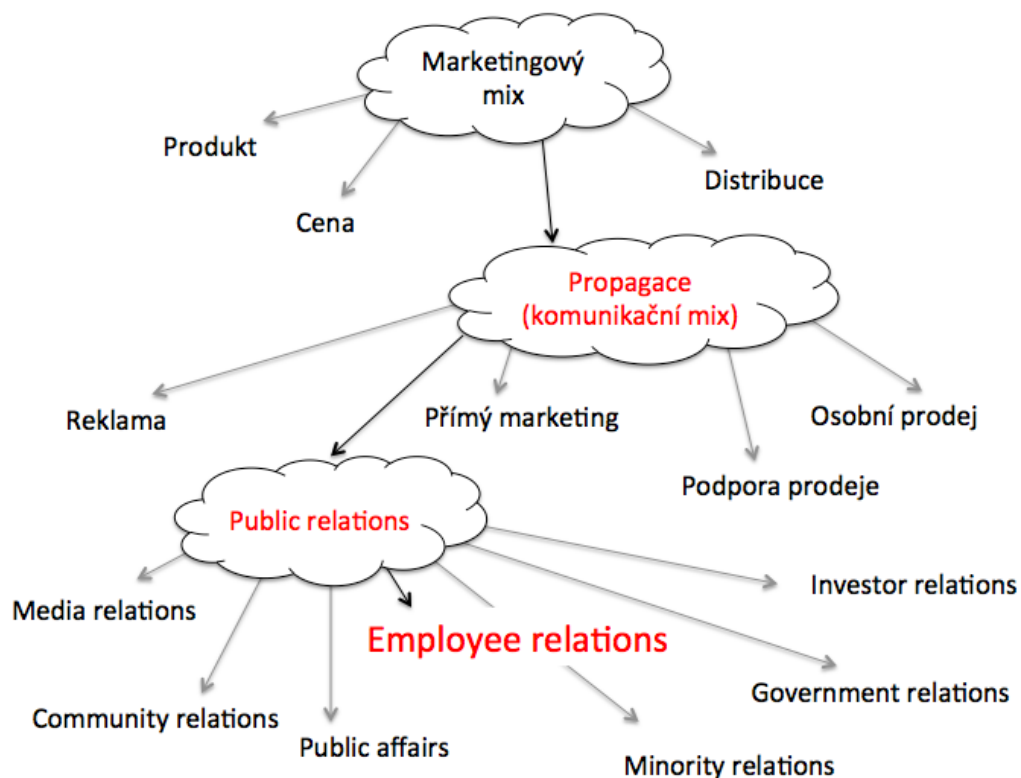 Marketingový
mix
Produkt
Cena
Distribuce
Propagace
(komunikační mix)
Reklama
Přímý marketing
Osobní prodej
Podpora prodeje
Public relations
Media relations
Investor relations
Employee relations
Government relations
Community relations
Public affairs
Minority relations